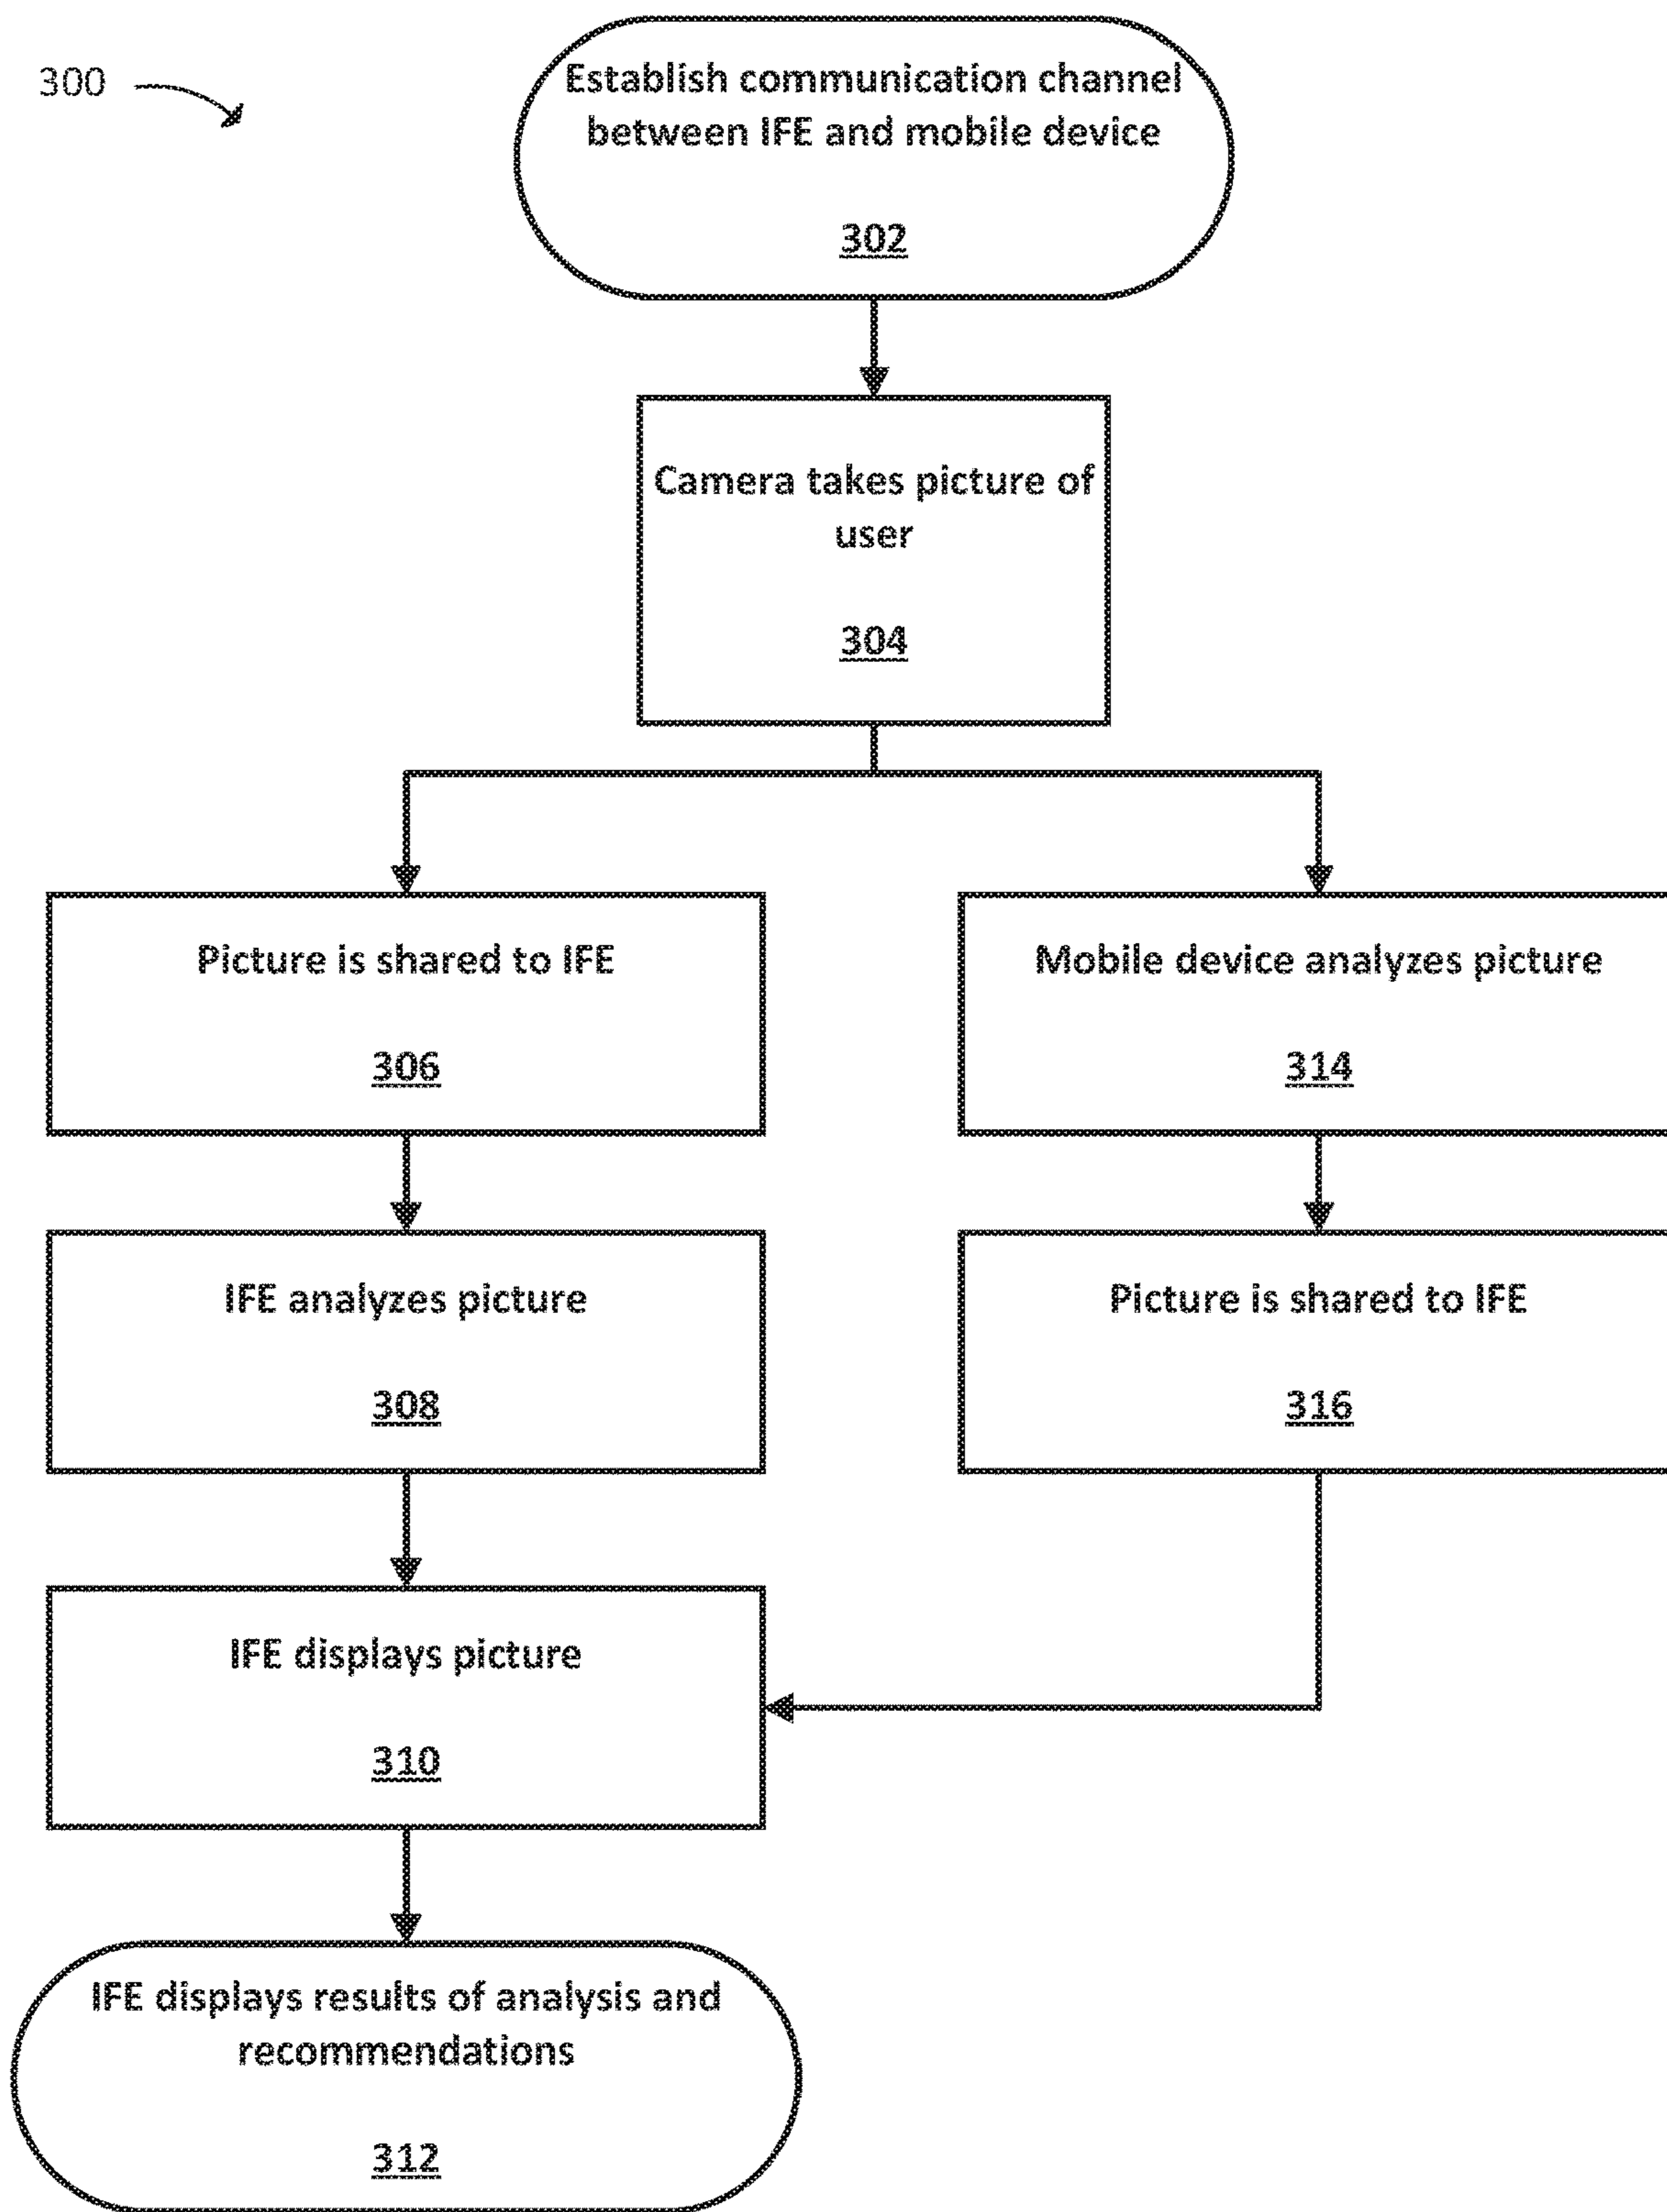 300
Establish communication channel
between IFE and mobile device
302
Camera takes picture of
user
304
Picture is shared to IFE
306
Mobile device analyzes picture
314
IFE analyzes picture
308
Picture is shared to IFE
316
IFE displays picture
310
IFE displays results of analysis and
recommendations
312